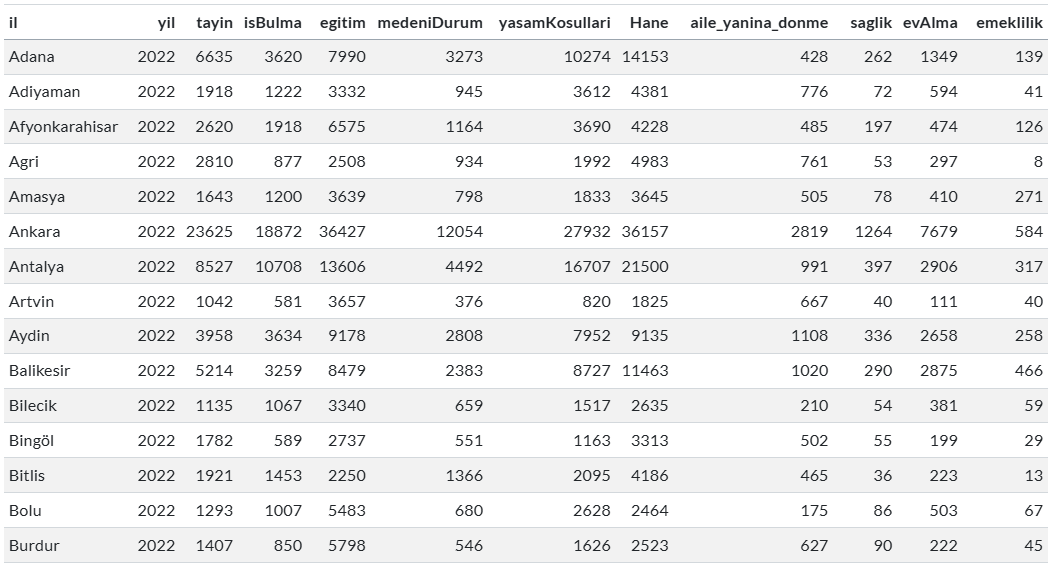 il yil tayin isBulma egitim medeniDurum yasamKosullari Hane aile_yanina_donme saglik evAlma emeklilik
Adana 2022 6635 3620 7990 3273 10274 14153 428 262 1349 139
Adiyaman 2022 1918 1222 3332 945 3612 4381 776 72 594 41
Afyonkarahisar 2022 2620 1918 6575 1164 3690 4228 485 197 474 126
Agri 2022 2810 877 2508 934 1992 4983 761 53 297 8
Amasya 2022 1643 1200 3639 798 1833 3645 505 78 410 271
Ankara 2022 23625 18872 36427 12054 27932 36157 2819 1264 7679 584
Antalya 2022 8527 10708 13606 4492 16707 21500 991 397 2906 317
Artvin 2022 1042 581 3657 376 820 1825 667 40 111 40
Aydin 2022 3958 3634 9178 2808 7952 9135 1108 336 2658 258
Balikesir 2022 5214 3259 8479 2383 8727 11463 1020 290 2875 466
Bilecik 2022 1135 1067 3340 659 1517 2635 210 54 381 59
Bingöl 2022 1782 589 2737 551 1163 3313 502 55 199 29
Bitlis 2022 1921 1453 2250 1366 2095 4186 465 36 223 13
Bolu 2022 1293 1007 5483 680 2628 2464 175 86 503 67
Burdur 2022 1407 850 5798 546 1626 2523 627 90 222 45